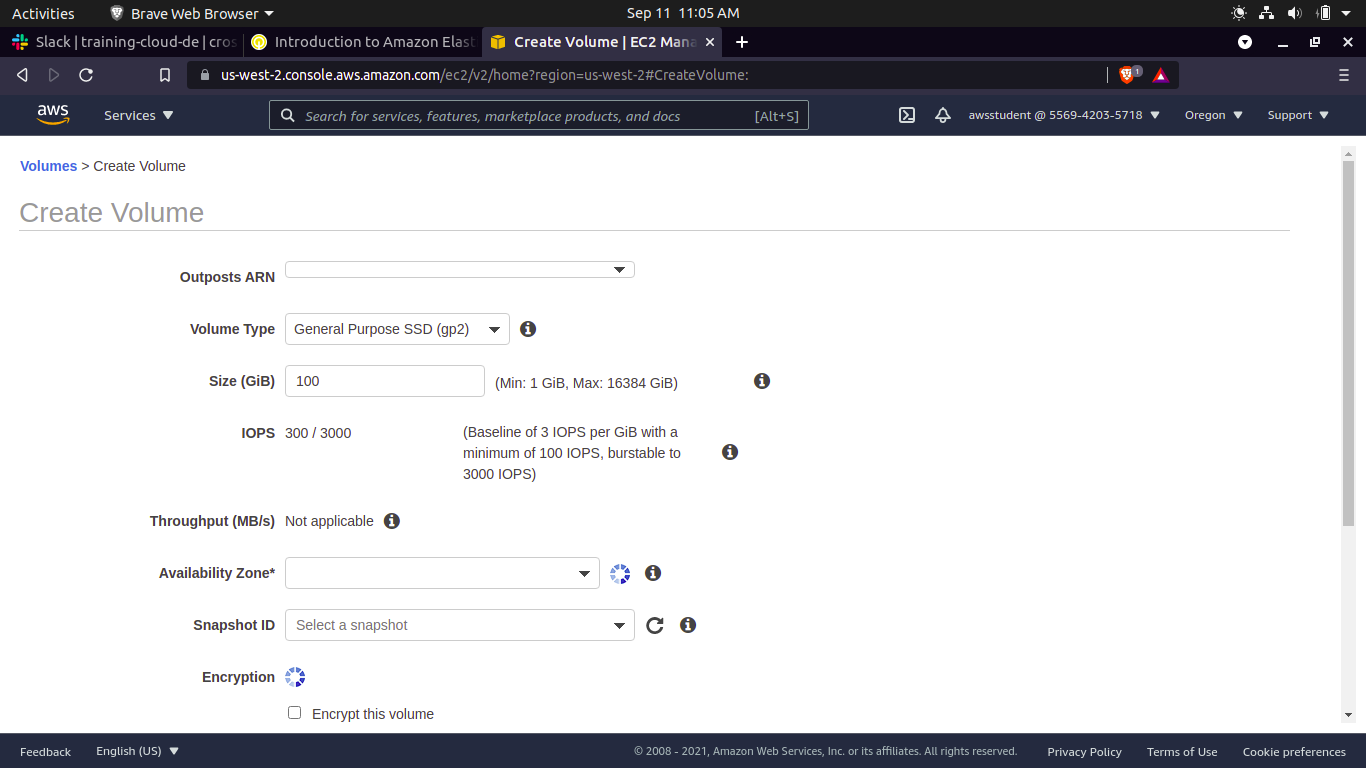 Activities
Brave Web Browser
Sep 11 11:05 AM
Slack | training-cloud-de | cros
Introduction to Amazon Elast
Create Volume | EC2 Mana
us-west-2.console.aws.amazon.com/ec2/v2/home?region=us-west-2#CreateVolume:
1
aws
Services
Search for services, features, marketplace products, and docs
[Alt+S]
awsstudent @ 5569-4203-5718
Oregon
Support
Volumes > Create Volume
Create Volume
Outposts ARN
Volume Type
General Purpose SSD (gp2)
Size (GiB)
100
(Min: 1 GiB, Max: 16384 GiB)
IOPS
300 / 3000
(Baseline of 3 IOPS per GiB with a
minimum of 100 IOPS, burstable to
3000 IOPS)
Throughput (MB/s)
Not applicable
Availability Zone*
Snapshot ID
Select a snapshot
Encryption
Encrypt this volume
Feedback
English (US)
© 2008 - 2021, Amazon Web Services, Inc. or its affiliates. All rights reserved.
Privacy Policy
Terms of Use
Cookie preferences